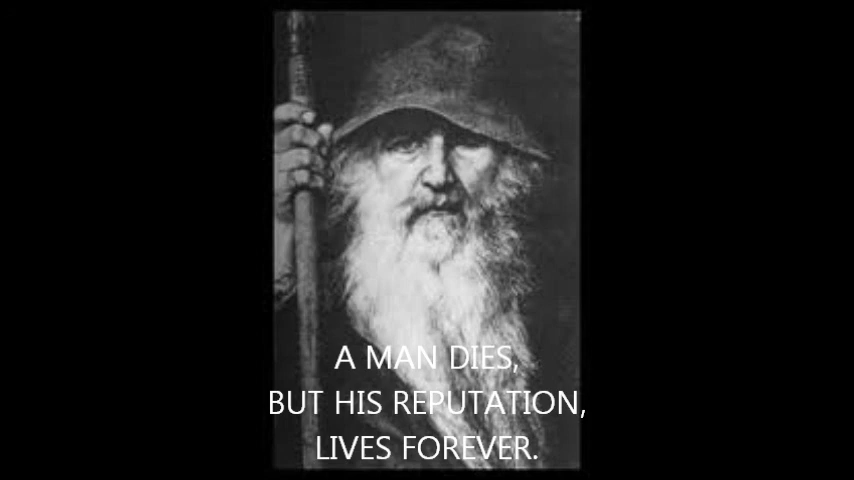 A MAN DIES,
BUT HIS REPUTATION,
LIVES FOREVER.